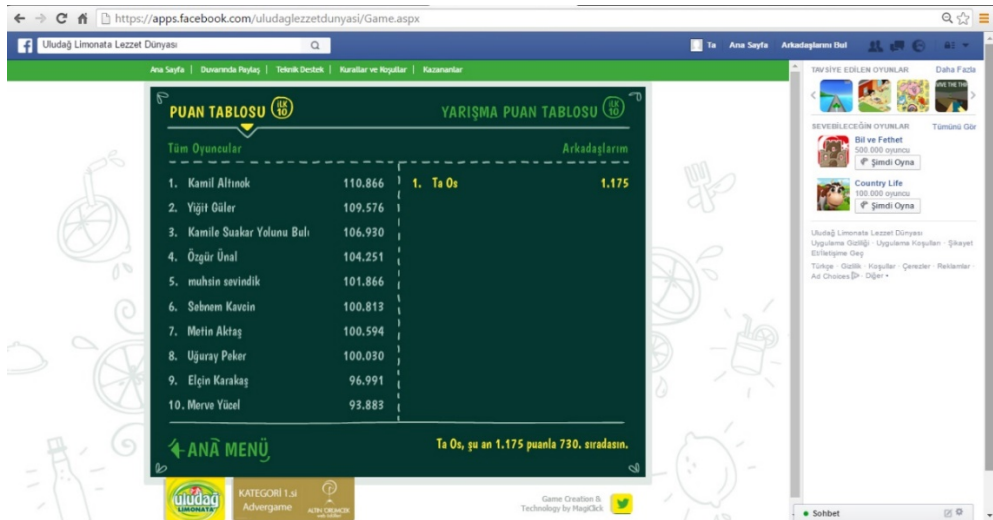 https://apps.facebook.com/uludaglezzetdunyasi/Game.aspx
Uludağ Limonata Lezzet Dünyası
Ta Ana Sayfa Arkadaşlarını Bul
Ana Sayfa | Duvarında Paylaş | Teknik Destek | Kurallar ve Koşullar | Kazananlar
PUAN TABLOSU İLK 10
YARIŞMA PUAN TABLOSU İLK 10
Tüm Oyuncular
Arkadaşlarım
1. Kamil Altınok 110.866
2. Yiğit Güler 109.576
3. Kamile Suakar Yolunu Bulı 106.930
4. Özgür Ünal 104.251
5. muhsin sevindik 101.866
6. Sebnem Kavcin 100.813
7. Metin Aktaş 100.594
8. Uğuray Peker 100.030
9. Elçin Karakaş 96.991
10. Merve Yücel 93.883
1. Ta Os 1.175
ANA MENÜ
Ta Os, şu an 1.175 puanla 730. sıradasın.
uludağ
LİMONATA
KATEGORİ 1.si
Advergame
ALTIN ÖRÜMCEK
Game Creation &
Technology by MagiClick
TAVSİYE EDİLEN OYUNLAR Daha Fazla
SEVEBİLECEĞİN OYUNLAR Tümünü Gör
Bil ve Fethet
500.000 oyuncu
Şimdi Oyna
Country Life
100.000 oyuncu
Şimdi Oyna
Uludağ Limonata Lezzet Dünyası
Uygulama Gizliliği · Uygulama Koşulları · Şikayet
Et/İletişime Geç
Türkçe · Gizlilik · Koşullar · Çerezler · Reklamlar ·
Ad Choices · Diğer
Sohbet